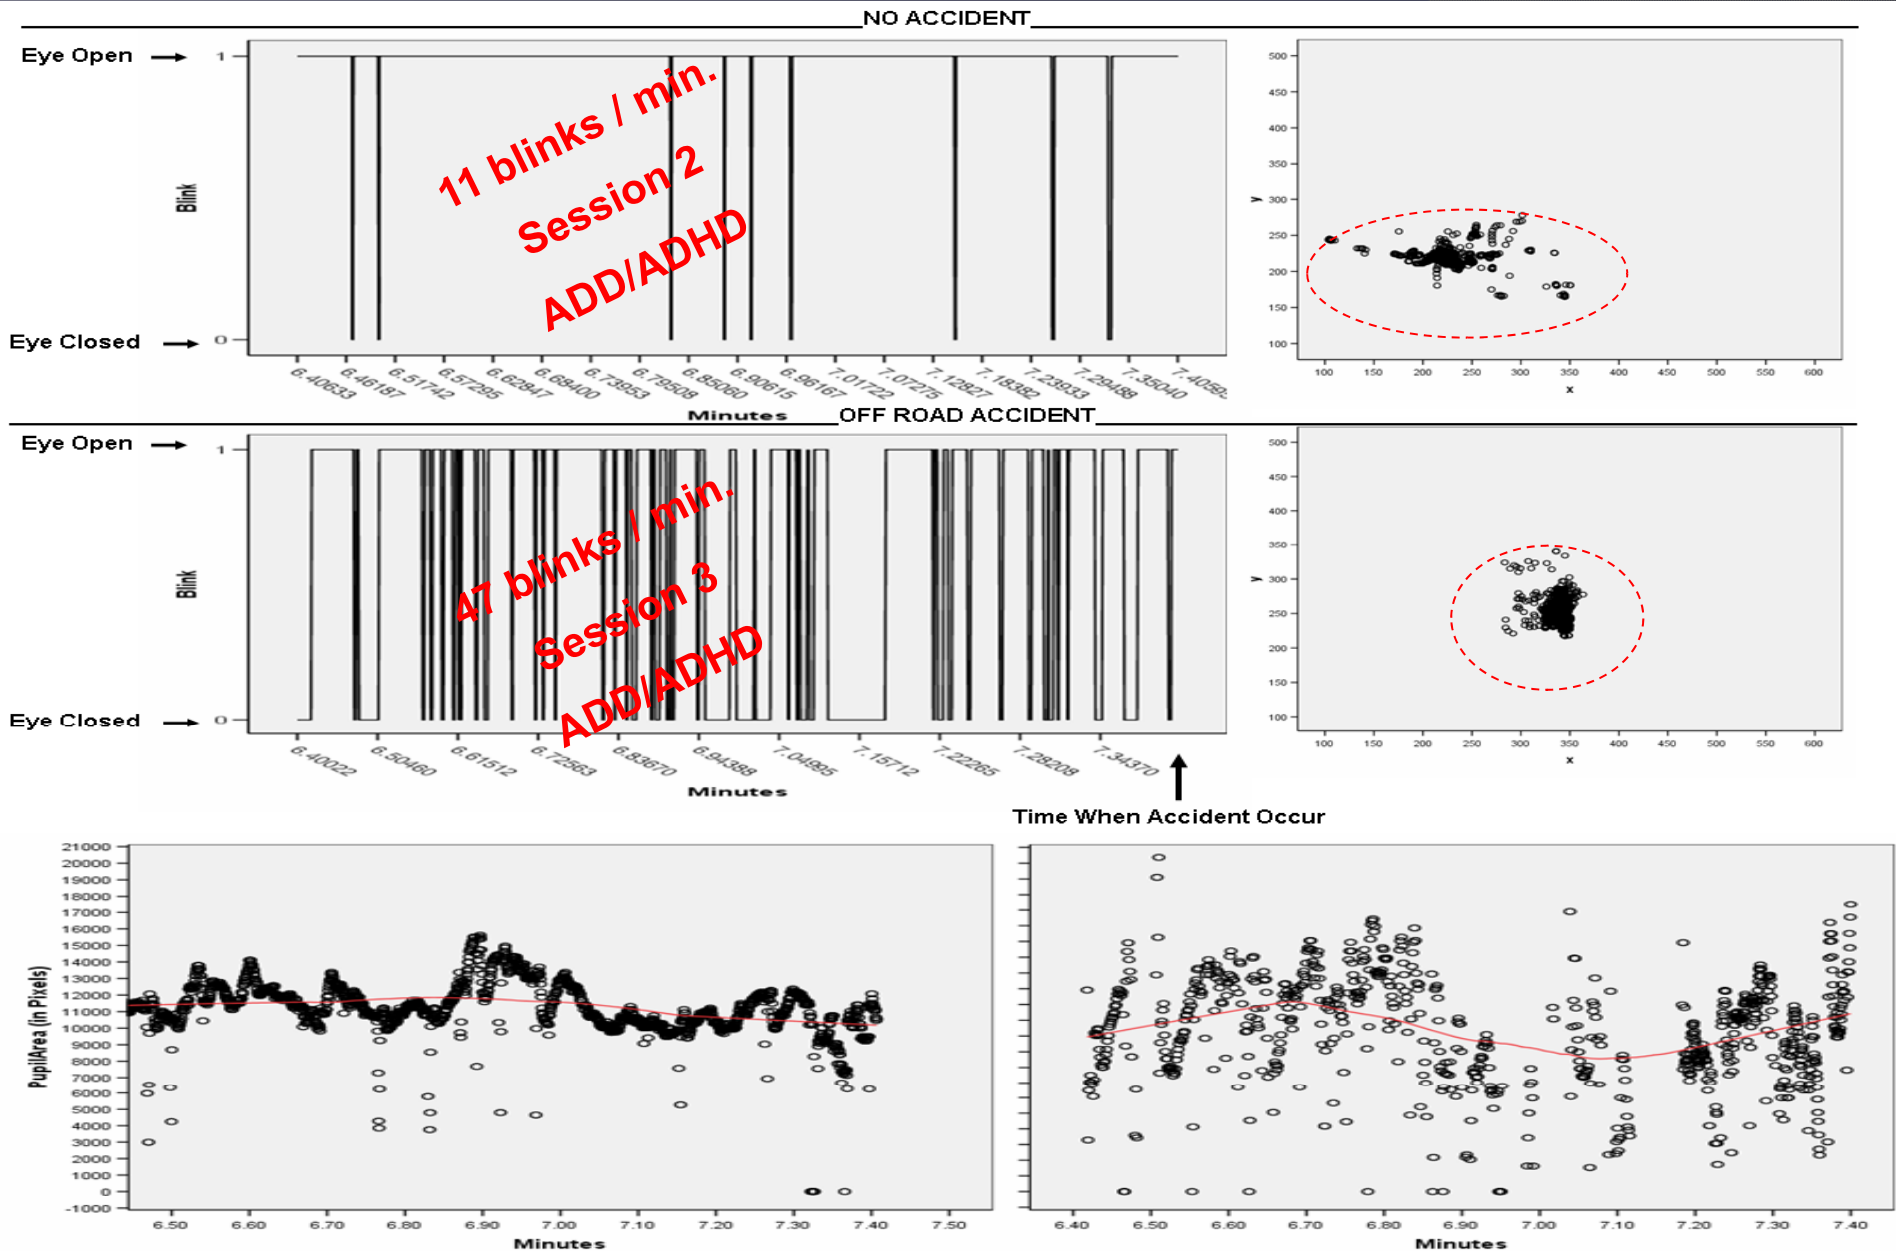 NO ACCIDENT
Eye Open
1
11 blinks / min.
Session 2
ADD/ADHD
Blink
Eye Closed
0
6.40633 6.46187 6.51742 6.57295 6.62847 6.68400 6.73953 6.79508 6.85060 6.90615 6.96167 7.01722 7.07275 7.12827 7.18382 7.23933 7.29488 7.35040 7.40595
Minutes
500
450
400
350
300
y
250
200
150
100
100 150 200 250 300 350 400 450 500 550 600
x
OFF ROAD ACCIDENT
Eye Open
1
47 blinks / min.
Session 3
ADD/ADHD
Blink
Eye Closed
0
6.40022 6.50460 6.61512 6.72563 6.83670 6.94388 7.04995 7.15712 7.22265 7.28208 7.34370
Minutes
500
450
400
350
300
y
250
200
150
100
100 150 200 250 300 350 400 450 500 550 600
x
Time When Accident Occur
21000
20000
19000
18000
17000
16000
15000
14000
13000
12000
11000
10000
9000
8000
7000
6000
5000
4000
3000
2000
1000
0
-1000
PupilArea (in Pixels)
6.50 6.60 6.70 6.80 6.90 7.00 7.10 7.20 7.30 7.40 7.50
Minutes
6.40 6.50 6.60 6.70 6.80 6.90 7.00 7.10 7.20 7.30 7.40
Minutes